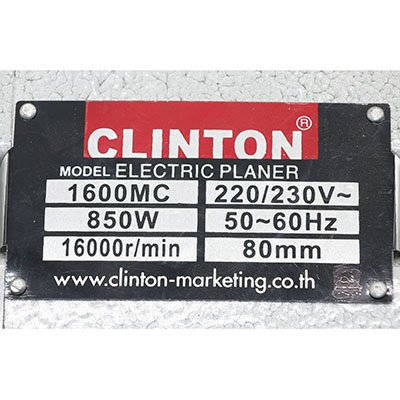 CLINTON®
MODEL ELECTRIC PLANER
1600MC 220/230V~
850W 50~60Hz
16000r/min 80mm
www.clinton-marketing.co.th